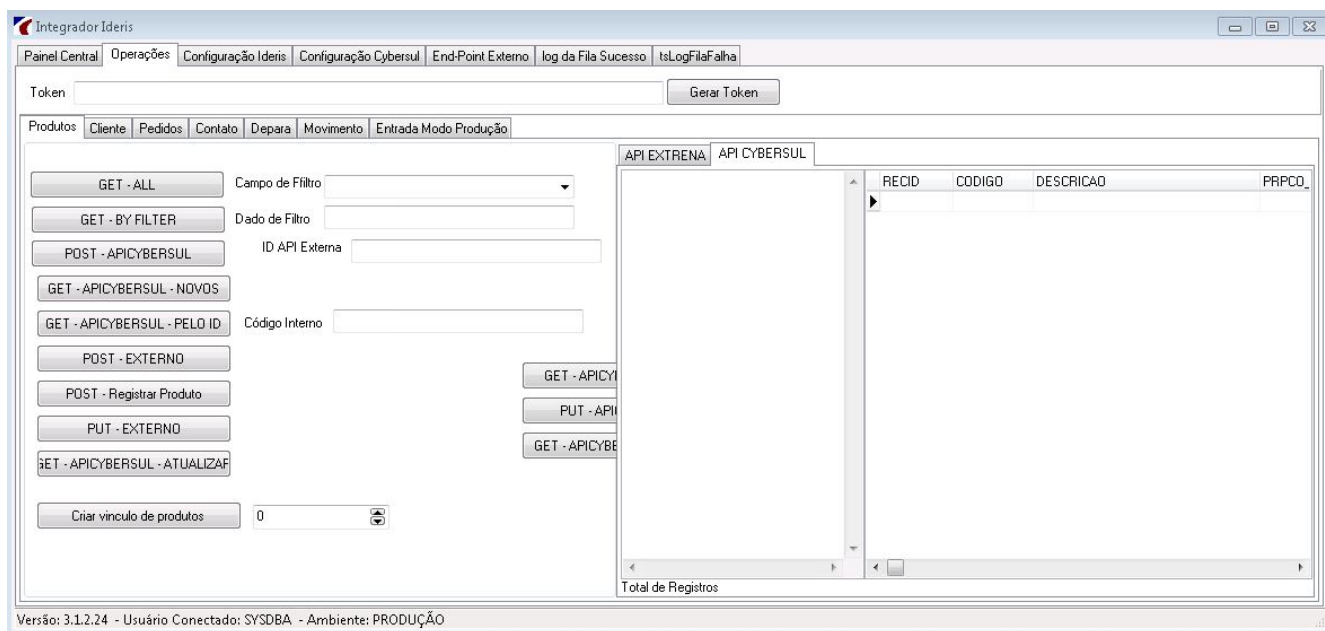 Integrador Ideris
Painel Central Operações Configuração Ideris Configuração Cybersul End-Point Externo log da Fila Sucesso tsLogFilaFalha
Token Gerar Token
Produtos Cliente Pedidos Contato Depara Movimento Entrada Modo Produção
API EXTRENA API CYBERSUL
GET - ALL Campo de Ffiltro
GET - BY FILTER Dado de Filtro
POST - APICYBERSUL ID API Externa
GET - APICYBERSUL - NOVOS
GET - APICYBERSUL - PELO ID Código Interno
POST - EXTERNO
POST - Registrar Produto
PUT - EXTERNO
GET - APICYBERSUL - ATUALIZAR
Criar vinculo de produtos 0
GET - APICYI
PUT - API
GET - APICYBE
RECID CODIGO DESCRICAO PRPCO_
Total de Registros
Versão: 3.1.2.24 - Usuário Conectado: SYSDBA - Ambiente: PRODUÇÃO